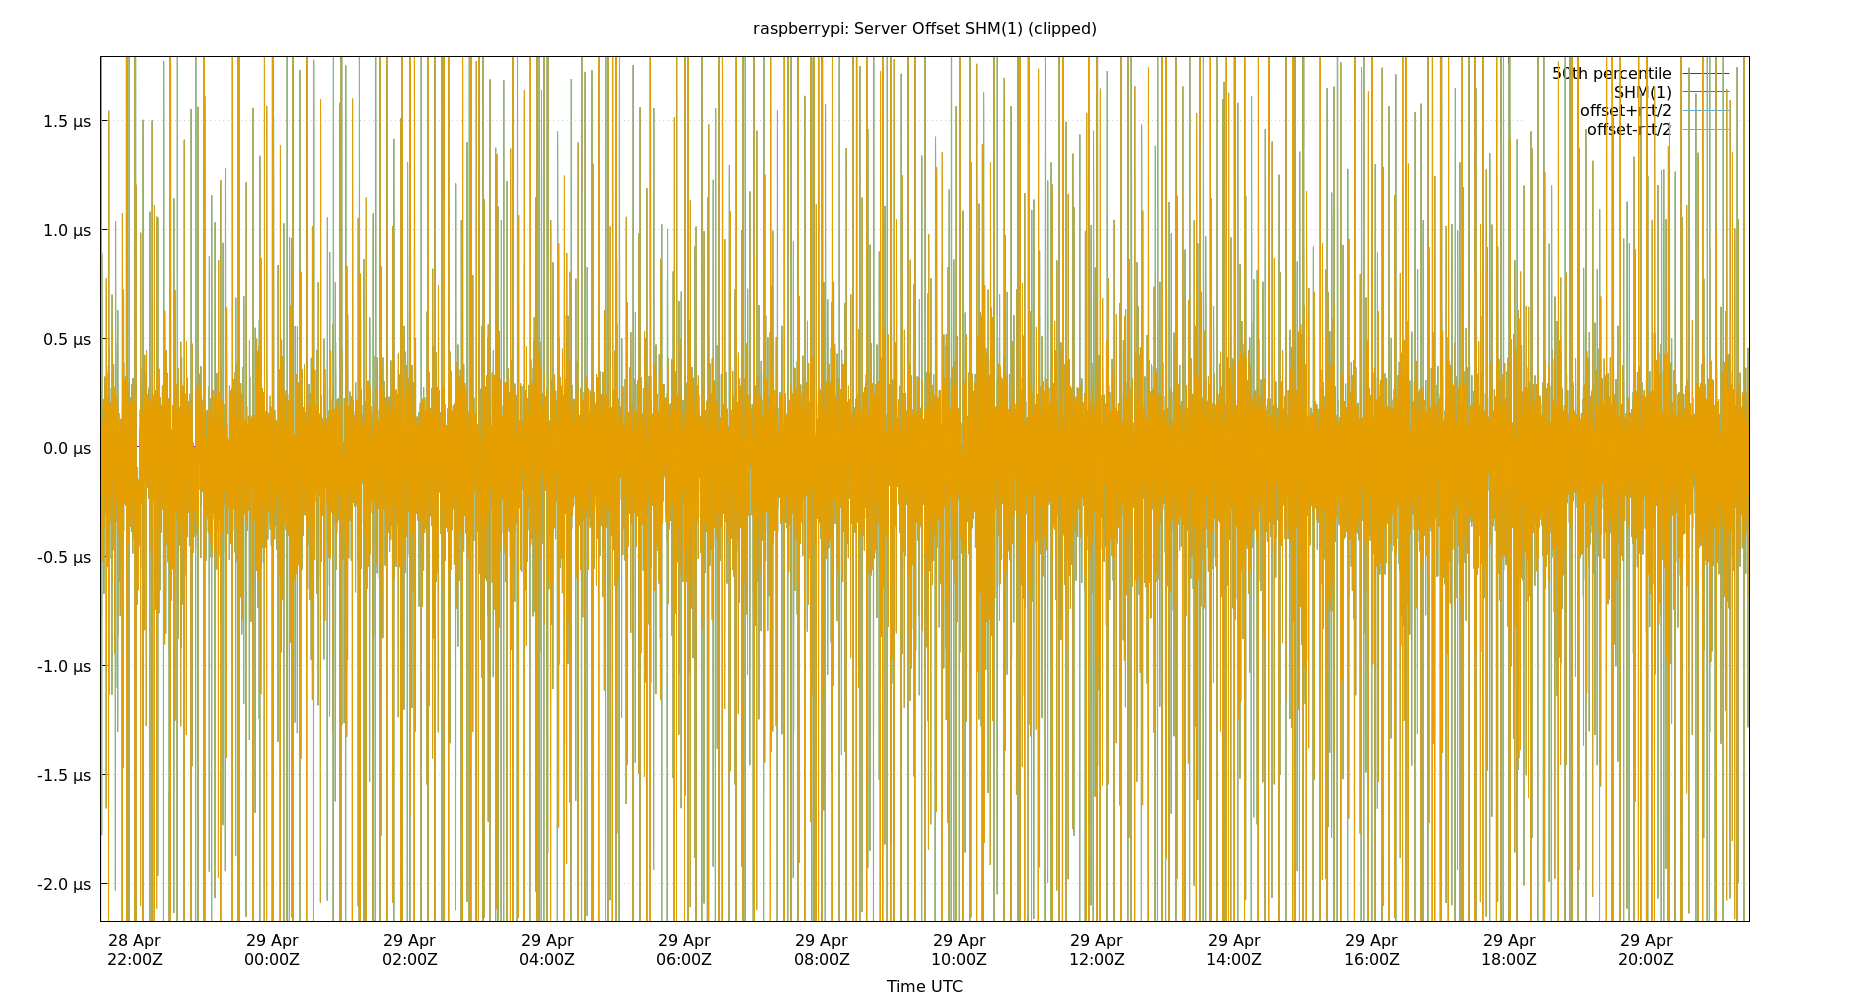 raspberrypi: Server Offset SHM(1) (clipped)
50th percentile
SHM(1)
offset+rtt/2
offset-rtt/2
1.5 µs
1.0 µs
0.5 µs
0.0 µs
-0.5 µs
-1.0 µs
-1.5 µs
-2.0 µs
28 Apr 29 Apr 29 Apr 29 Apr 29 Apr 29 Apr 29 Apr 29 Apr 29 Apr 29 Apr 29 Apr 29 Apr
22:00Z 00:00Z 02:00Z 04:00Z 06:00Z 08:00Z 10:00Z 12:00Z 14:00Z 16:00Z 18:00Z 20:00Z
Time UTC